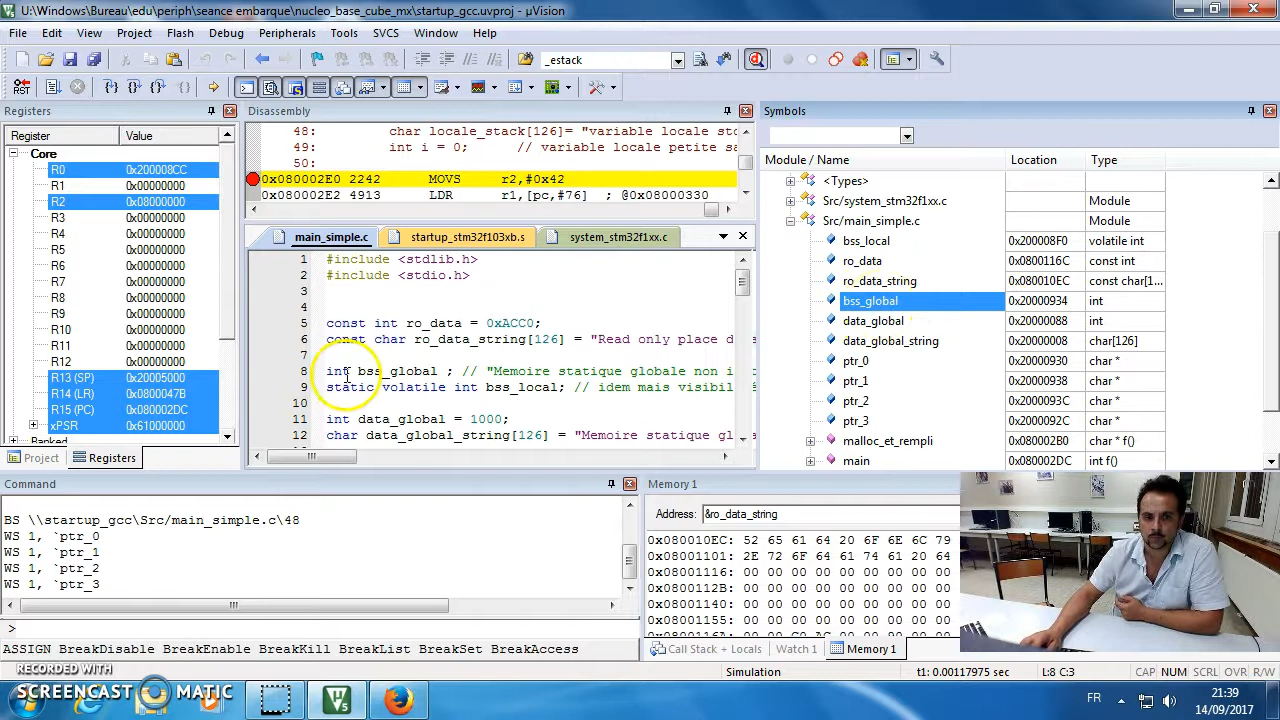 U:\Windows\Bureau\edu\periph\seance embarque\nucleo_base_cube_mx\startup_gcc.uvproj - µVision
File Edit View Project Flash Debug Peripherals Tools SVCS Window Help
_estack
RST
Registers
Register Value
Core
R0 0x200008CC
R1 0x00000000
R2 0x08000000
R3 0x00000000
R4 0x00000000
R5 0x00000000
R6 0x00000000
R7 0x00000000
R8 0x00000000
R9 0x00000000
R10 0x00000000
R11 0x00000000
R12 0x00000000
R13 (SP) 0x20005000
R14 (LR) 0x0800047B
R15 (PC) 0x080002DC
xPSR 0x61000000
Banked
Project Registers
Disassembly
48: char locale_stack[126]= "variable locale sto
49: int i = 0; // variable locale petite sa
50:
0x080002E0 2242 MOVS r2,#0x42
0x080002E2 4913 LDR r1,[pc,#76] ; @0x08000330
main_simple.c startup_stm32f103xb.s system_stm32f1xx.c
1 #include <stdlib.h>
2 #include <stdio.h>
3
4
5 const int ro_data = 0xACC0;
6 const char ro_data_string[126] = "Read only place d
7
8 int bss_global ; // "Memoire statique globale non i
9 static volatile int bss_local; // idem mais visibil
10
11 int data_global = 1000;
12 char data_global_string[126] = "Memoire statique gl
Symbols
Module / Name Location Type
<Types>
Src/system_stm32f1xx.c Module
Src/main_simple.c Module
bss_local 0x200008F0 volatile int
ro_data 0x0800116C const int
ro_data_string 0x080010EC const char[1...
bss_global 0x20000934 int
data_global 0x20000088 int
data_global_string 0x2000008C char[126]
ptr_0 0x20000930 char *
ptr_1 0x20000938 char *
ptr_2 0x2000093C char *
ptr_3 0x2000092C char *
malloc_et_rempli 0x080002B0 char * f()
main 0x080002DC int f()
Command
BS \\startup_gcc\Src/main_simple.c\48
WS 1, `ptr_0
WS 1, `ptr_1
WS 1, `ptr_2
WS 1, `ptr_3
>
ASSIGN BreakDisable BreakEnable BreakKill BreakList BreakSet BreakAccess
Memory 1
Address: &ro_data_string
0x080010EC: 52 65 61 64 20 6F 6E 6C 79
0x08001101: 2E 72 6F 64 61 74 61 20 64
0x08001116: 00 00 00 00 00 00 00 00 00
0x0800112B: 00 00 00 00 00 00 00 00 00
0x08001140: 00 00 00 00 00 00 00 00 00
0x08001155: 00 00 00 00 00 00 00 00 00
Call Stack + Locals Watch 1 Memory 1
Simulation t1: 0.00117975 sec L:8 C:3 CAP NUM SCRL OVR R/W
RECORDED WITH
SCREENCAST MATIC
FR
21:39
14/09/2017